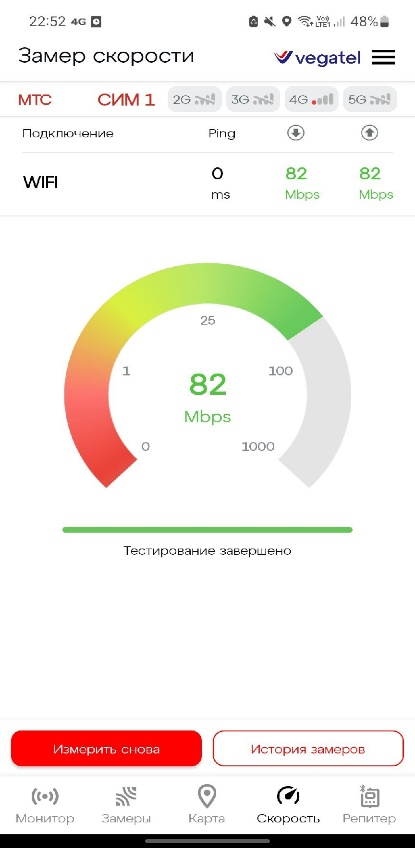 22:52 4G Vo)) LTE1 48%
Замер скорости vegatel
МТС СИМ 1 2G 3G 4G 5G
Подключение Ping
WIFI 0 82 82
ms Mbps Mbps
25
1 100
82
Mbps
0 1000
Тестирование завершено
Измерить снова История замеров
Монитор Замеры Карта Скорость Репитер